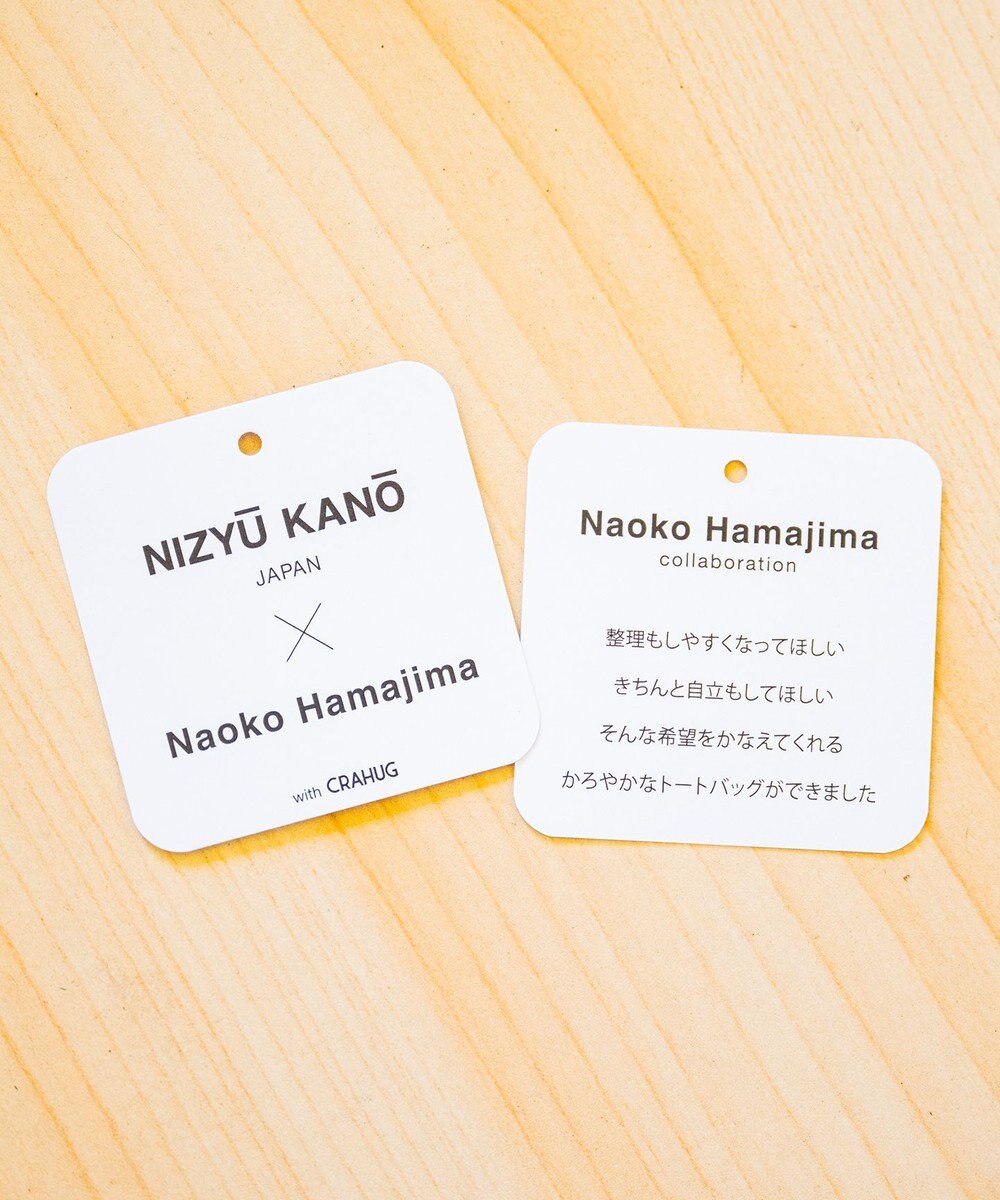 NIZYŪ KANŌ
JAPAN
×
Naoko Hamajima
with CRAHUG
Naoko Hamajima
collaboration
整理もしやすくなってほしい
きちんと自立もしてほしい
そんな希望をかなえてくれる
かろやかなトートバッグができました